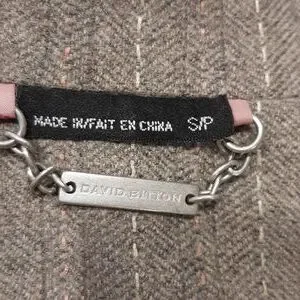 MADE IN/FAIT EN CHINA S/P
DAVID BITTON